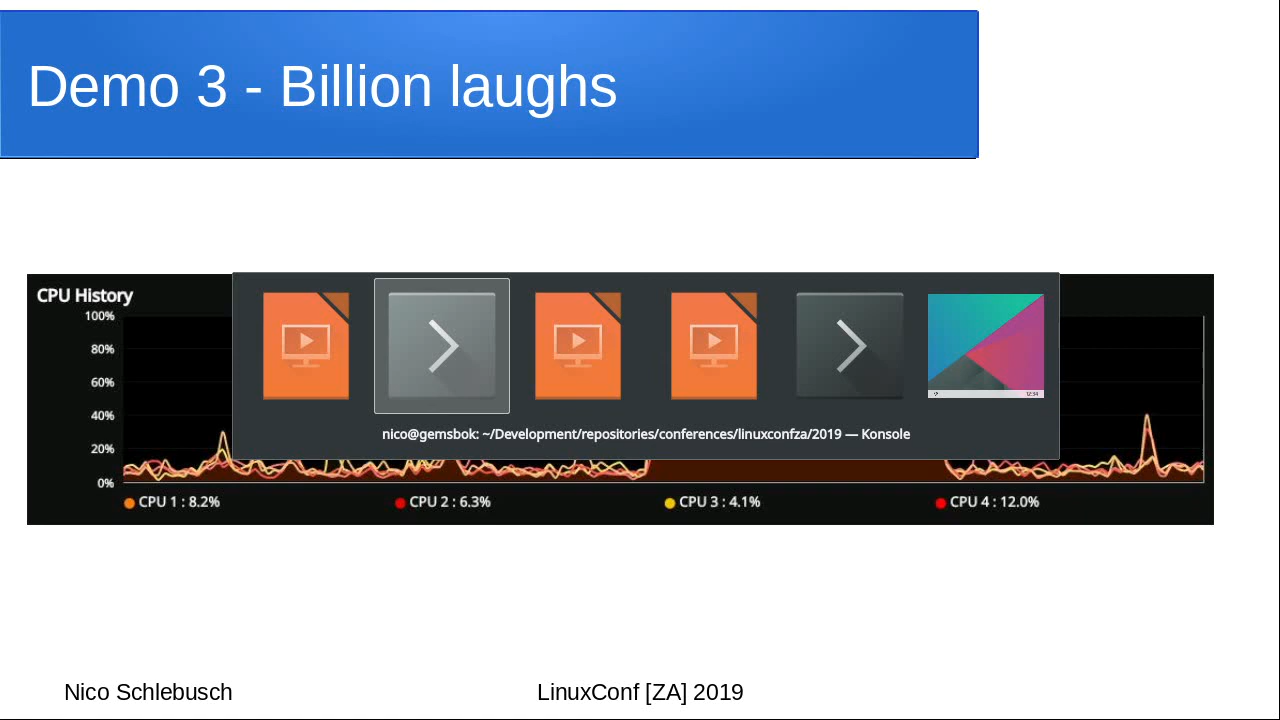 Demo 3 - Billion laughs
CPU History
100%
80%
60%
40%
20%
0%
nico@gemsbok: ~/Development/repositories/conferences/linuxconfza/2019 — Konsole
CPU 1 : 8.2%
CPU 2 : 6.3%
CPU 3 : 4.1%
CPU 4 : 12.0%
Nico Schlebusch
LinuxConf [ZA] 2019